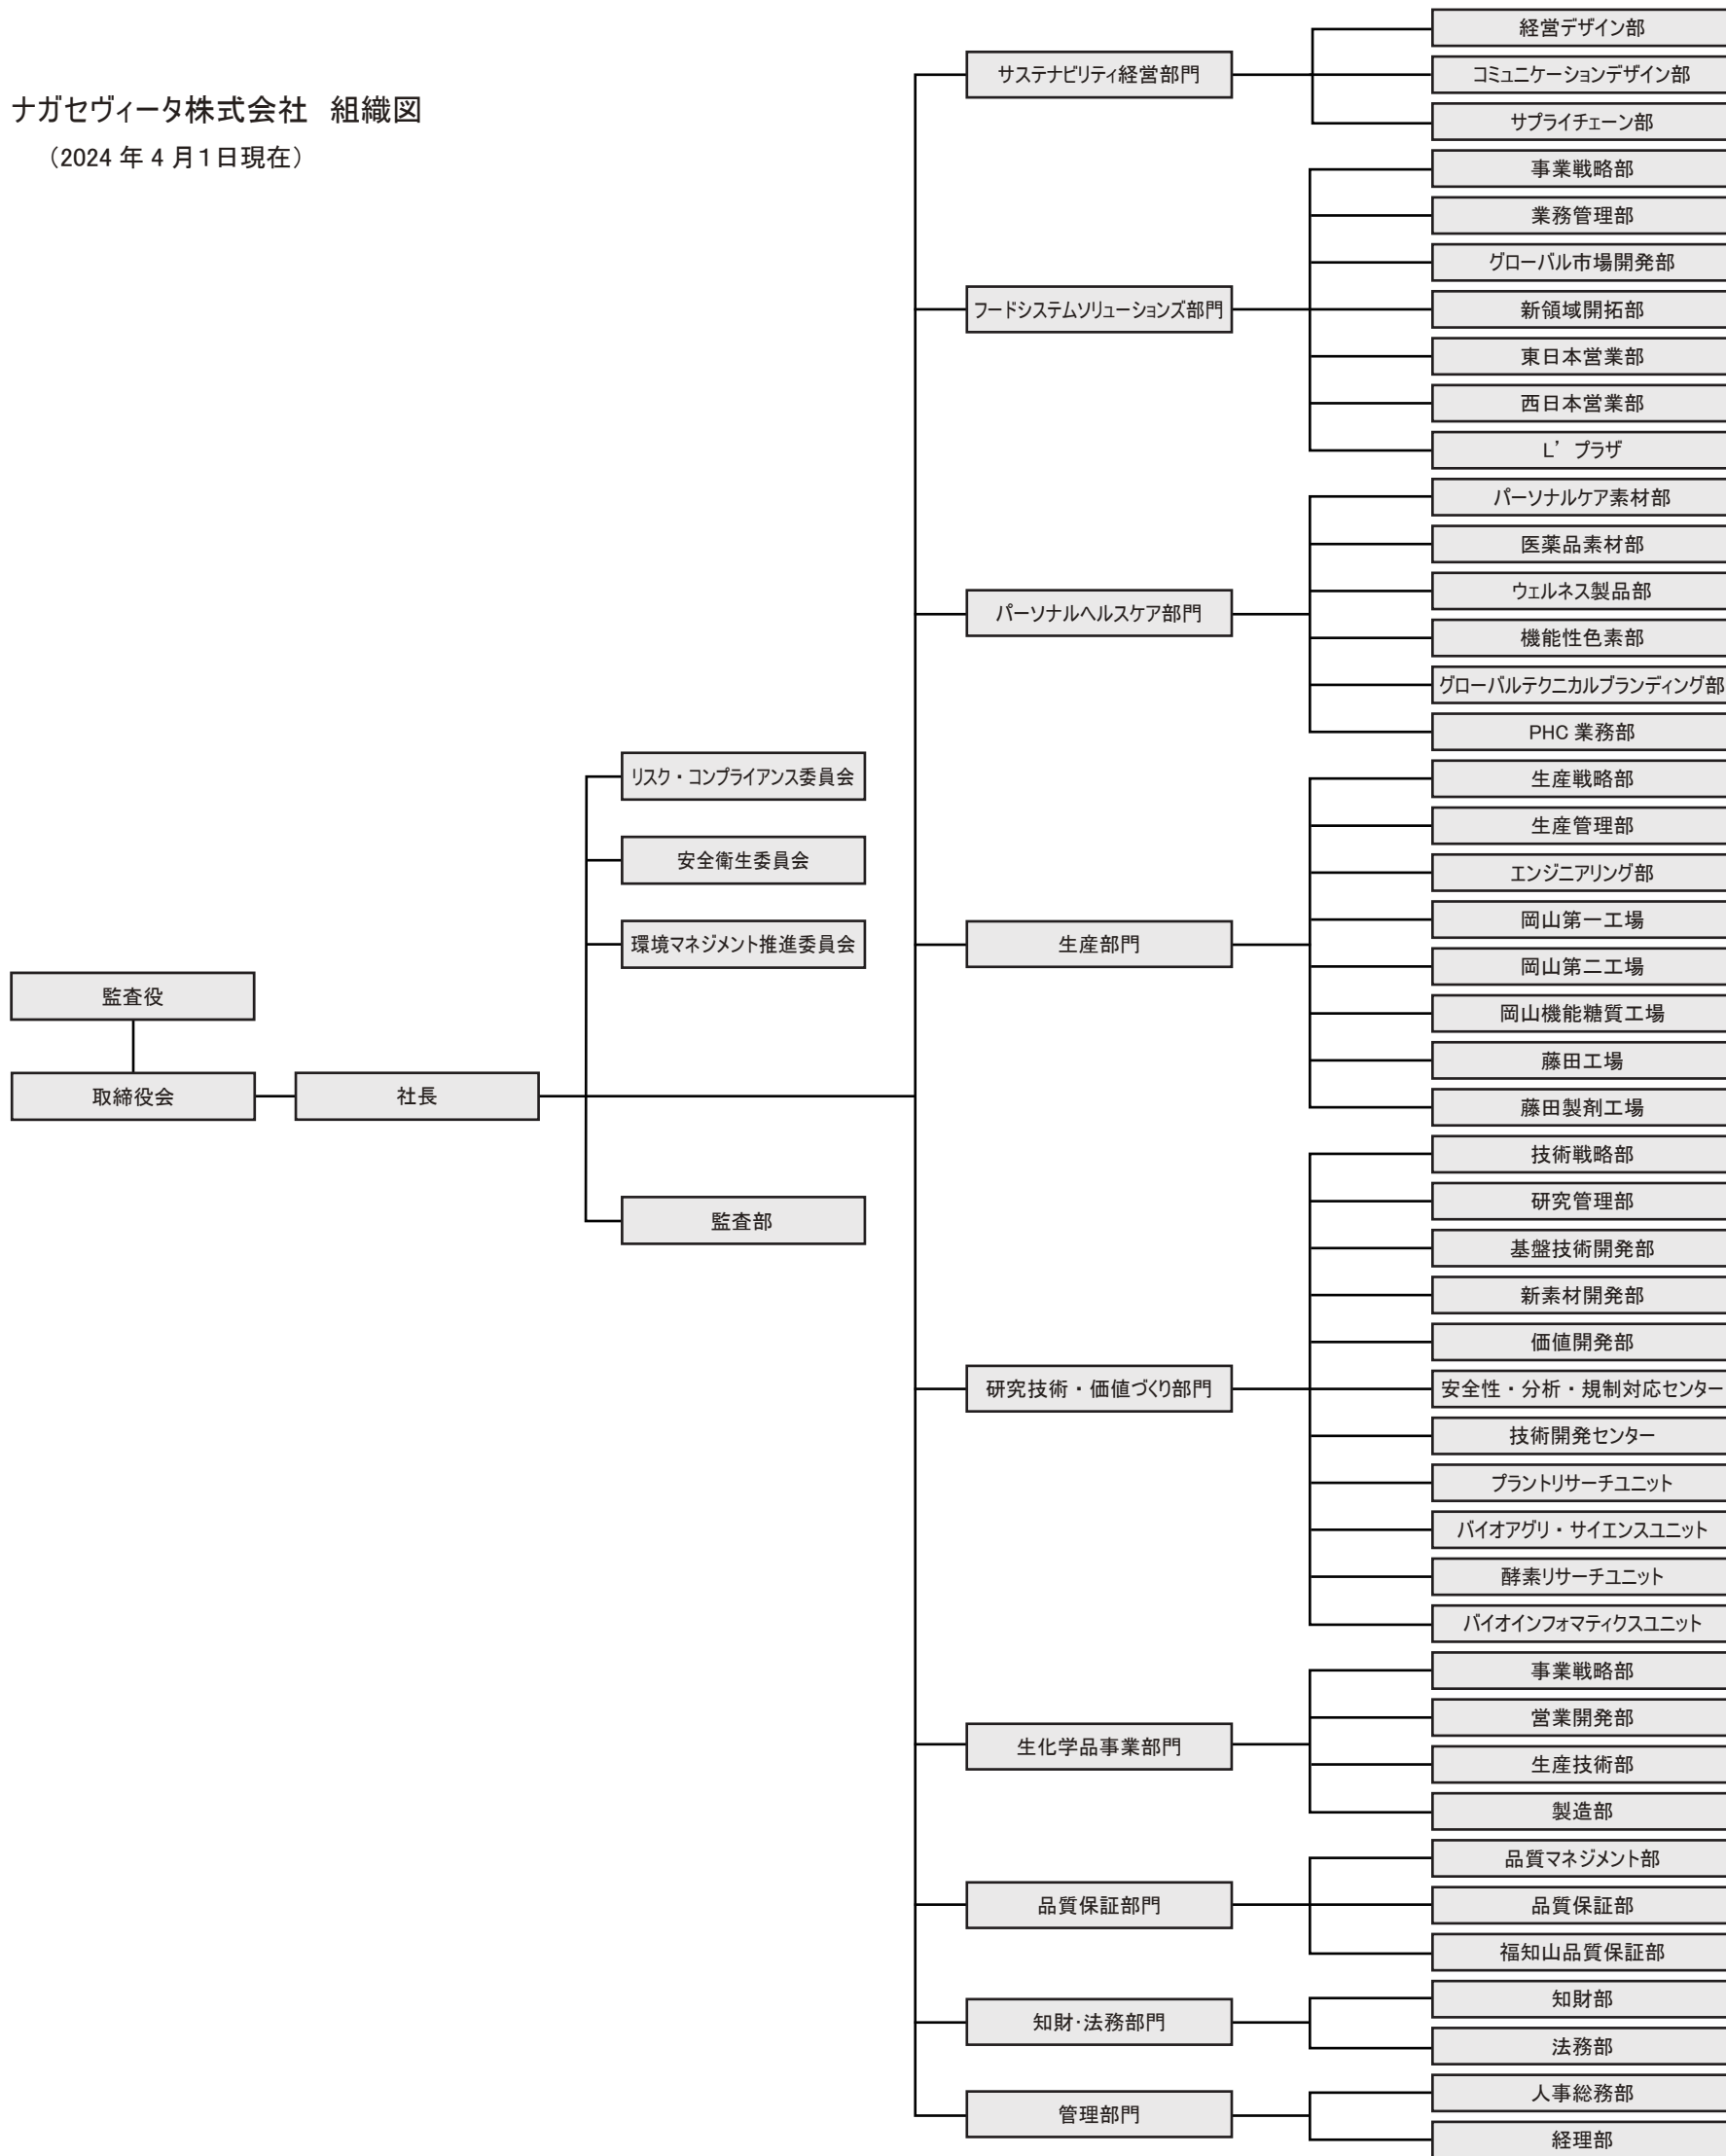 ナガセヴィータ株式会社　組織図
（2024 年 4 月1日現在）
監査役
取締役会
社長
リスク・コンプライアンス委員会
安全衛生委員会
環境マネジメント推進委員会
監査部
サステナビリティ経営部門
経営デザイン部
コミュニケーションデザイン部
サプライチェーン部
フードシステムソリューションズ部門
事業戦略部
業務管理部
グローバル市場開発部
新領域開拓部
東日本営業部
西日本営業部
L’プラザ
パーソナルヘルスケア部門
パーソナルケア素材部
医薬品素材部
ウェルネス製品部
機能性色素部
グローバルテクニカルブランディング部
PHC 業務部
生産部門
生産戦略部
生産管理部
エンジニアリング部
岡山第一工場
岡山第二工場
岡山機能糖質工場
藤田工場
藤田製剤工場
研究技術・価値づくり部門
技術戦略部
研究管理部
基盤技術開発部
新素材開発部
価値開発部
安全性・分析・規制対応センター
技術開発センター
プラントリサーチユニット
バイオアグリ・サイエンスユニット
酵素リサーチユニット
バイオインフォマティクスユニット
生化学品事業部門
事業戦略部
営業開発部
生産技術部
製造部
品質保証部門
品質マネジメント部
品質保証部
福知山品質保証部
知財・法務部門
知財部
法務部
管理部門
人事総務部
経理部